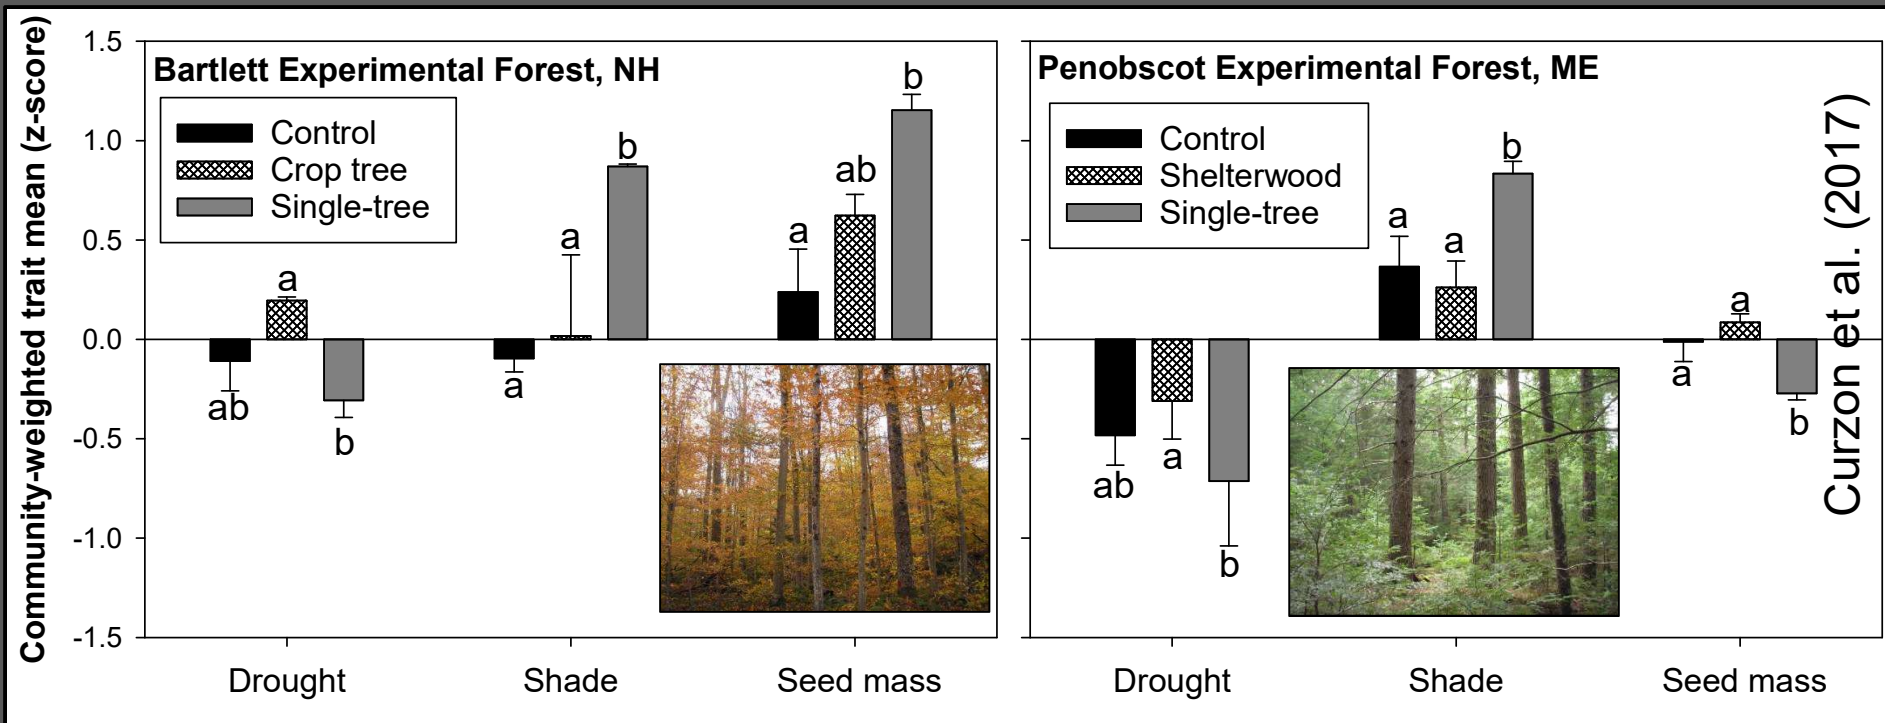 Community-weighted trait mean (z-score)
1.5
1.0
0.5
0.0
-0.5
-1.0
-1.5
Bartlett Experimental Forest, NH
Control
Crop tree
Single-tree
ab
a
b
a
a
b
a
ab
b
Drought
Shade
Seed mass
Penobscot Experimental Forest, ME
Control
Shelterwood
Single-tree
ab
a
b
a
a
b
a
a
b
Drought
Shade
Seed mass
Curzon et al. (2017)